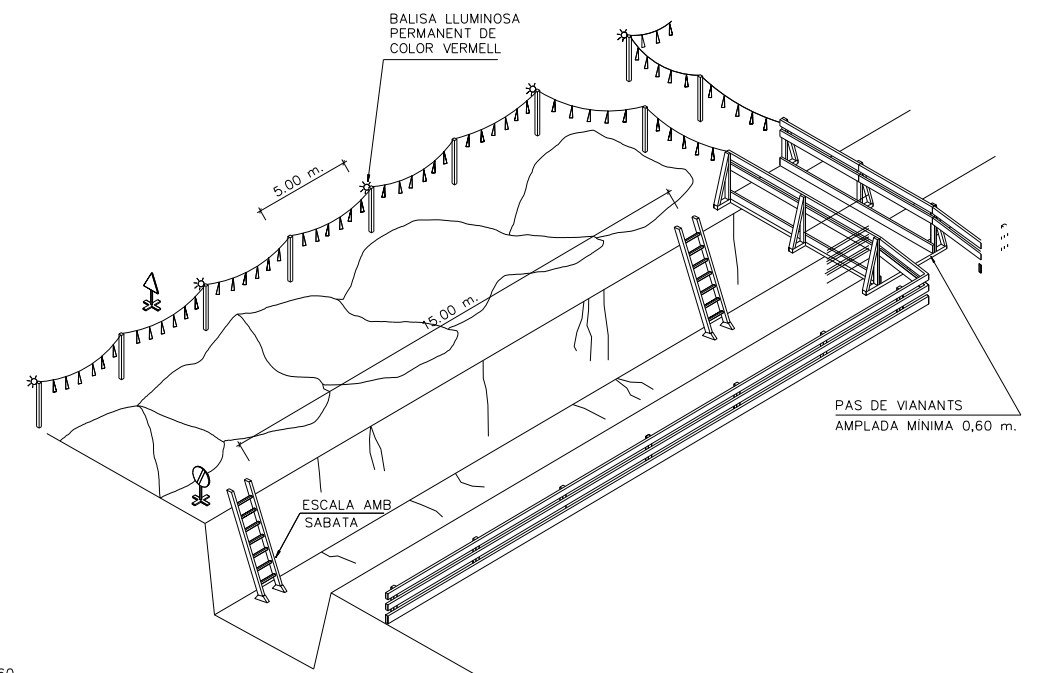 BALISA LLUMINOSA
PERMANENT DE
COLOR VERMELL
5.00 m.
15.00 m.
PAS DE VIANANTS
AMPLADA MÍNIMA 0,60 m.
ESCALA AMB
SABATA